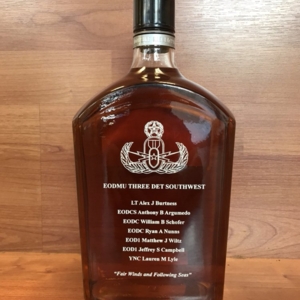 EODMU THREE DET SOUTHWEST
LT Alex J Burtness
EODCS Anthony B Argumedo
EODC William B Schofer
EODC Ryan A Nunns
EOD1 Matthew J Wiltz
EOD1 Jeffrey S Campbell
YNC Lauren M Lyle
"Fair Winds and Following Seas"